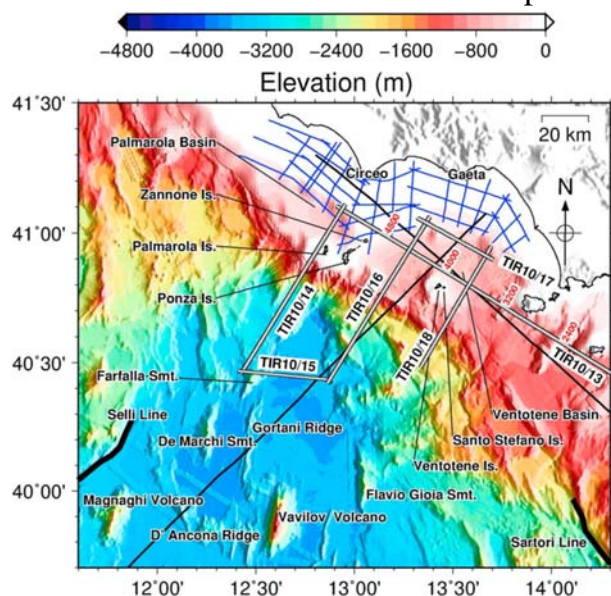 −4800 −4000 −3200 −2400 −1600 −800 0
Elevation (m)
41°30'
20 km
Palmarola Basin
Circeo
Gaeta
Zannone Is.
N
41°00'
4800
Palmarola Is.
4000
TIR10/17
Ponza Is.
TIR10/14
TIR10/16
3200
2400
40°30'
TIR10/15
TIR10/18
TIR10/13
Farfalla Smt.
Selli Line
Gortani Ridge
Ventotene Basin
De Marchi Smt.
Santo Stefano Is.
Ventotene Is.
40°00'
Magnaghi Volcano
Flavio Gioia Smt.
Vavilov Volcano
D' Ancona Ridge
Sartori Line
12°00' 12°30' 13°00' 13°30' 14°00'